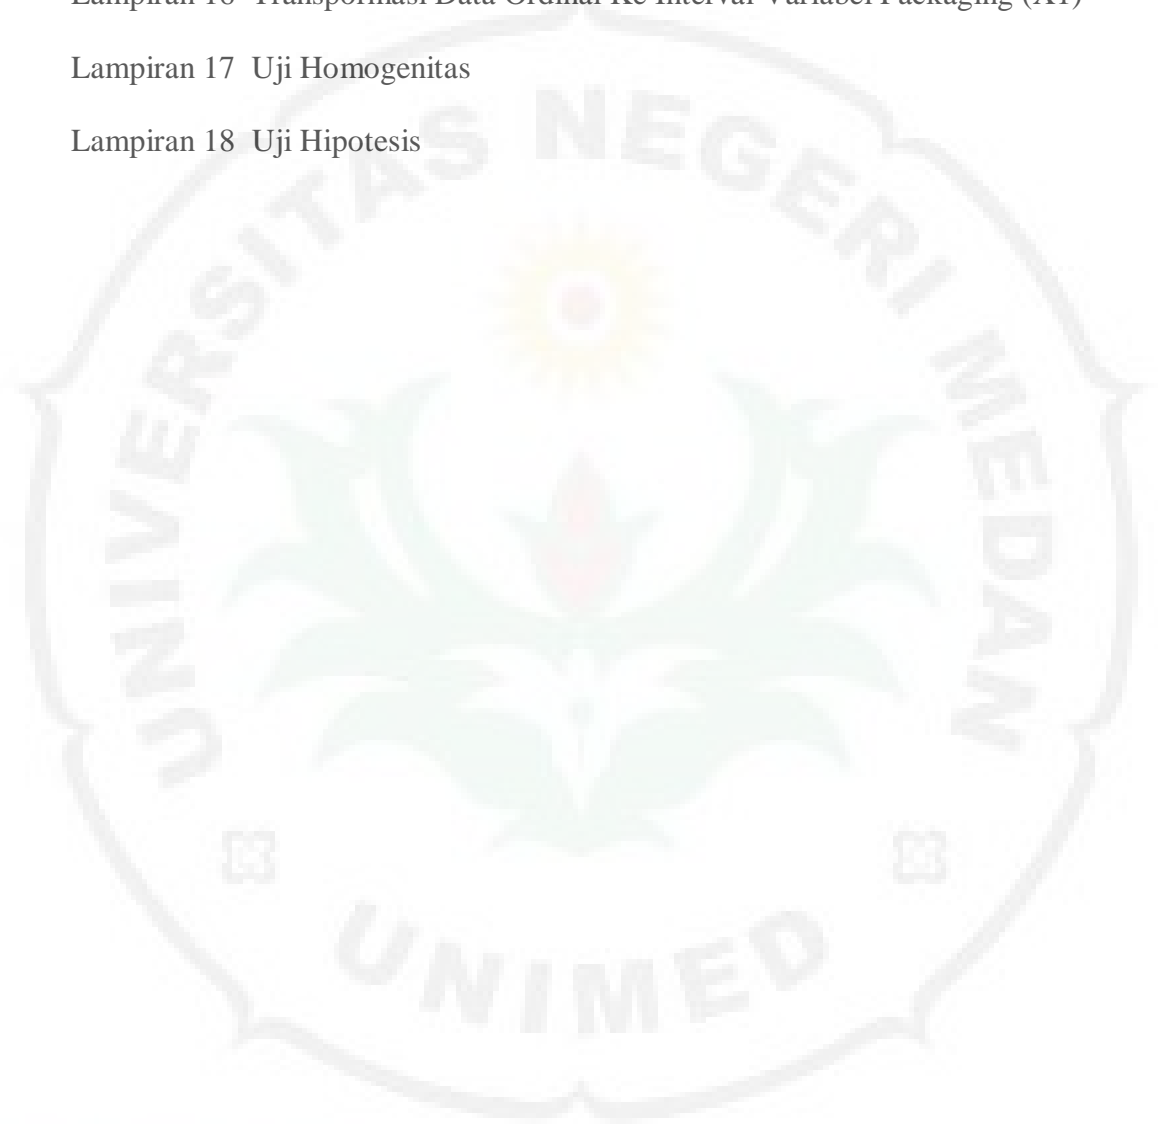 Lampiran 16 Transpormasi Data Ordinal Ke Interval Variabel Packaging (X1)
Lampiran 17 Uji Homogenitas
Lampiran 18 Uji Hipotesis
UNIVERSITAS NEGERI MEDAN
UNIMED